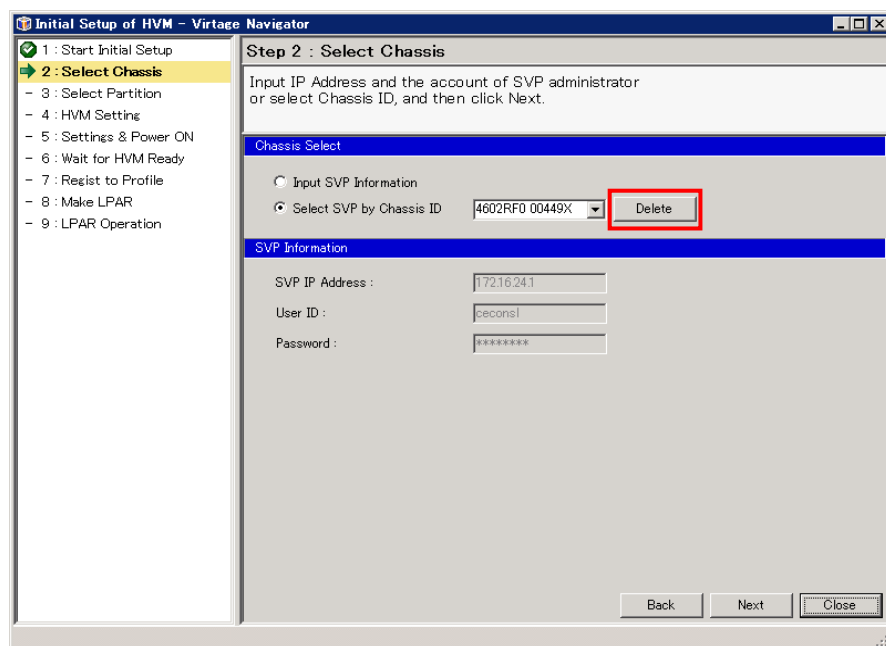 Initial Setup of HVM - Virtage Navigator
1 : Start Initial Setup
2 : Select Chassis
- 3 : Select Partition
- 4 : HVM Setting
- 5 : Settings & Power ON
- 6 : Wait for HVM Ready
- 7 : Regist to Profile
- 8 : Make LPAR
- 9 : LPAR Operation
Step 2 : Select Chassis
Input IP Address and the account of SVP administrator
or select Chassis ID, and then click Next.
Chassis Select
Input SVP Information
Select SVP by Chassis ID 4602RF0 00449X Delete
SVP Information
SVP IP Address : 172.16.24.1
User ID : ceconsl
Password : ********
Back Next Close